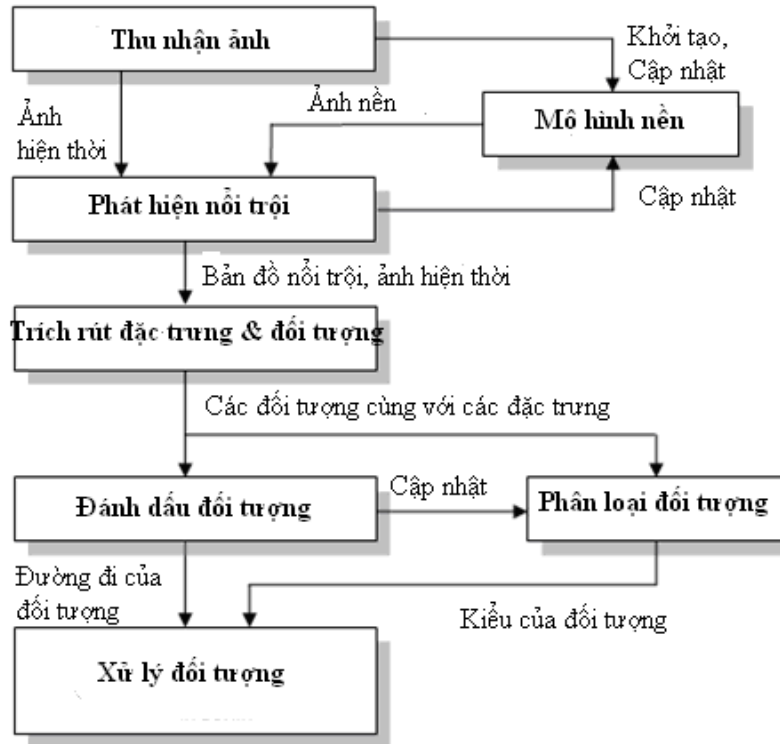 Thu nhận ảnh
Khởi tạo,
Cập nhật
Ảnh
hiện thời
Ảnh nền
Mô hình nền
Phát hiện nổi trội
Cập nhật
Bản đồ nổi trội, ảnh hiện thời
Trích rút đặc trưng & đối tượng
Các đối tượng cùng với các đặc trưng
Đánh dấu đối tượng
Cập nhật
Phân loại đối tượng
Đường đi của
đối tượng
Kiểu của đối tượng
Xử lý đối tượng